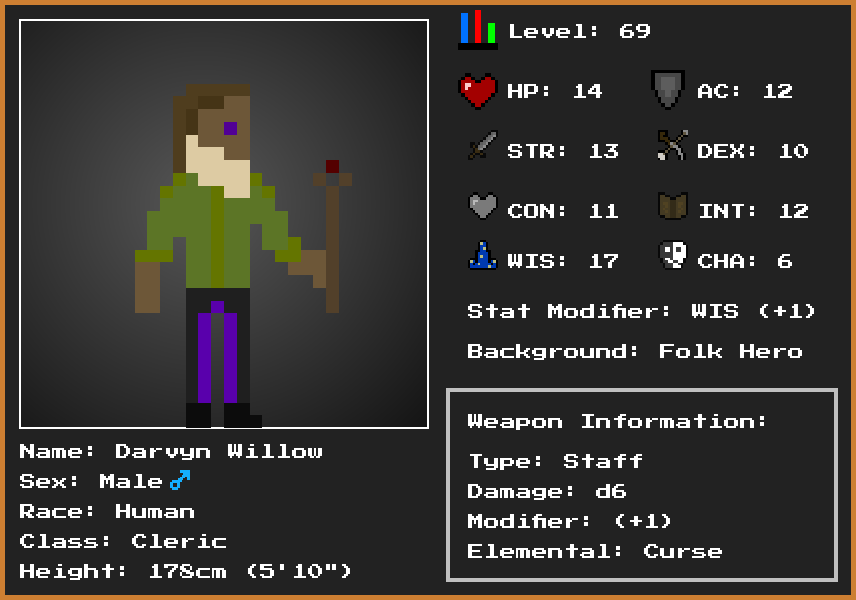 Level: 69
HP: 14
AC: 12
STR: 13
DEX: 10
CON: 11
INT: 12
WIS: 17
CHA: 6
Stat Modifier: WIS (+1)
Background: Folk Hero
Weapon Information:
Type: Staff
Damage: d6
Modifier: (+1)
Elemental: Curse
Name: Darvyn Willow
Sex: Male♂
Race: Human
Class: Cleric
Height: 178cm (5'10")